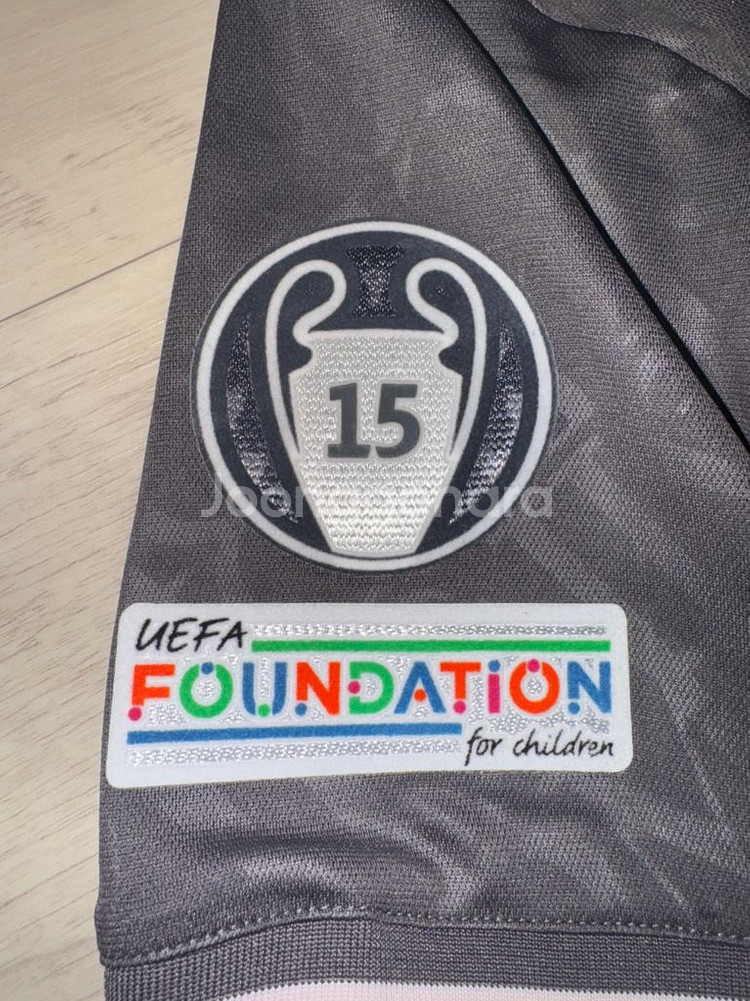 15
UEFA
FOUNDATION
for children